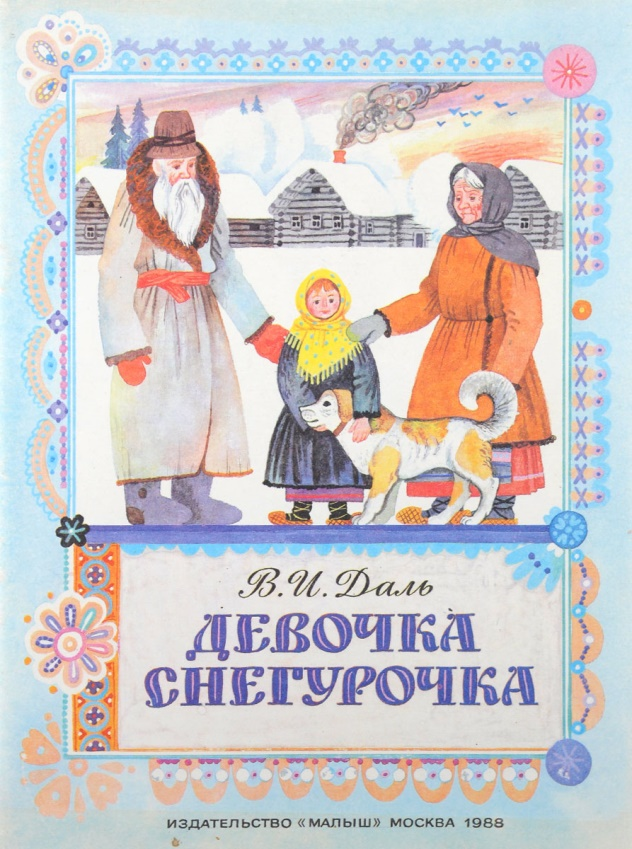 В. И. Даль
ДЕВОЧКА
СНЕГУРОЧКА
ИЗДАТЕЛЬСТВО «МАЛЫШ» МОСКВА 1988